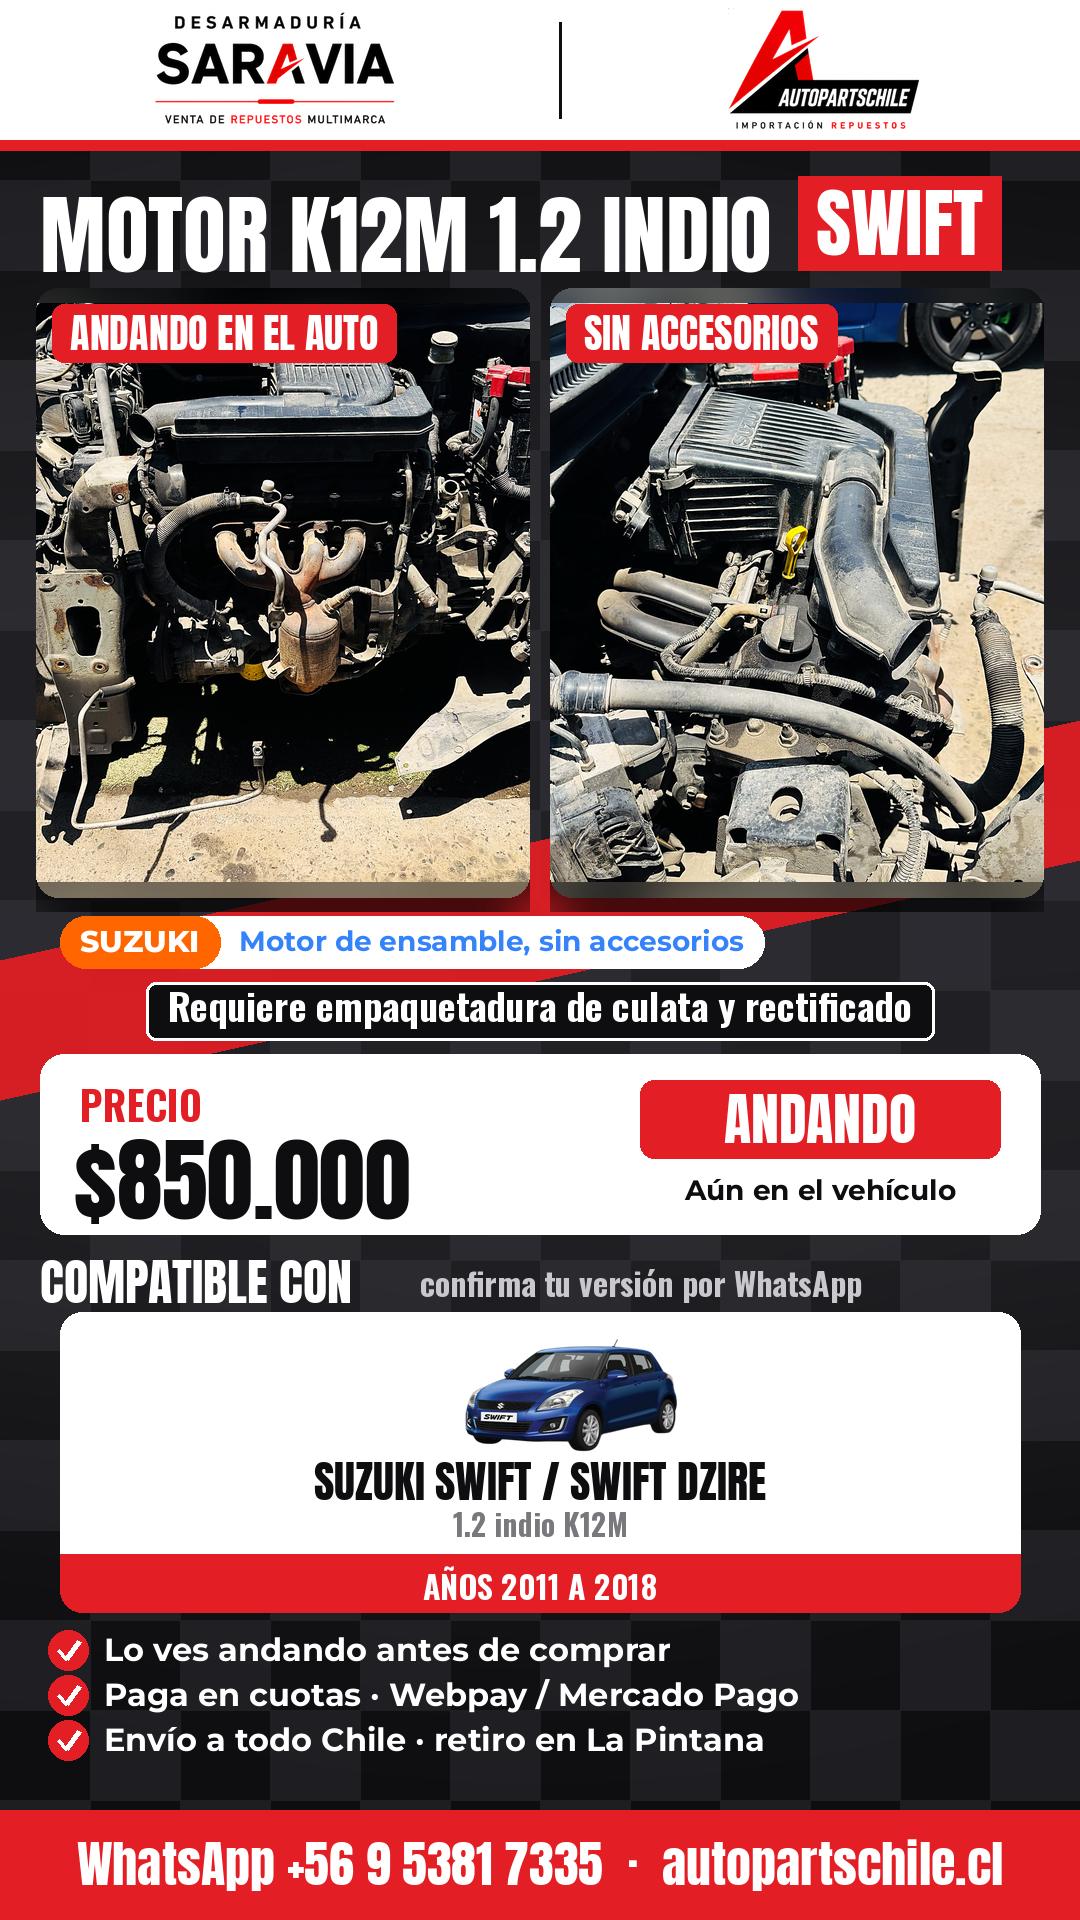 DESARMADURÍA
SARAVIA
VENTA DE REPUESTOS MULTIMARCA
AUTOPARTSCHILE
IMPORTACIÓN REPUESTOS
MOTOR K12M 1.2 INDIO SWIFT
ANDANDO EN EL AUTO
SIN ACCESORIOS
SUZUKI
SUZUKI Motor de ensamble, sin accesorios
Requiere empaquetadura de culata y rectificado
PRECIO
$850.000
ANDANDO
Aún en el vehículo
COMPATIBLE CON confirma tu versión por WhatsApp
SWIFT
SUZUKI SWIFT / SWIFT DZIRE
1.2 indio K12M
AÑOS 2011 A 2018
Lo ves andando antes de comprar
Paga en cuotas · Webpay / Mercado Pago
Envío a todo Chile · retiro en La Pintana
WhatsApp +56 9 5381 7335 · autopartschile.cl